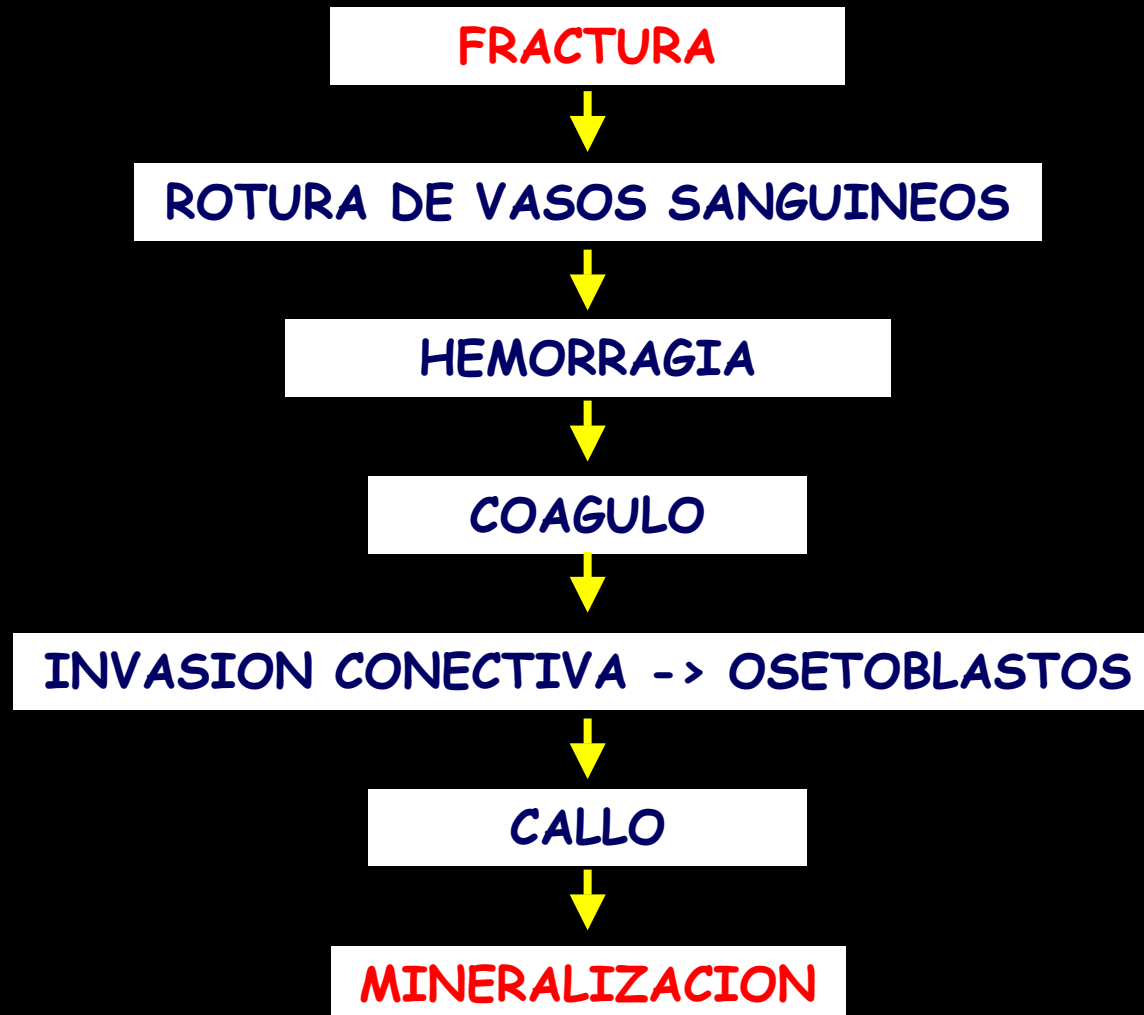 FRACTURA
ROTURA DE VASOS SANGUINEOS
HEMORRAGIA
COAGULO
INVASION CONECTIVA -> OSETOBLASTOS
CALLO
MINERALIZACION